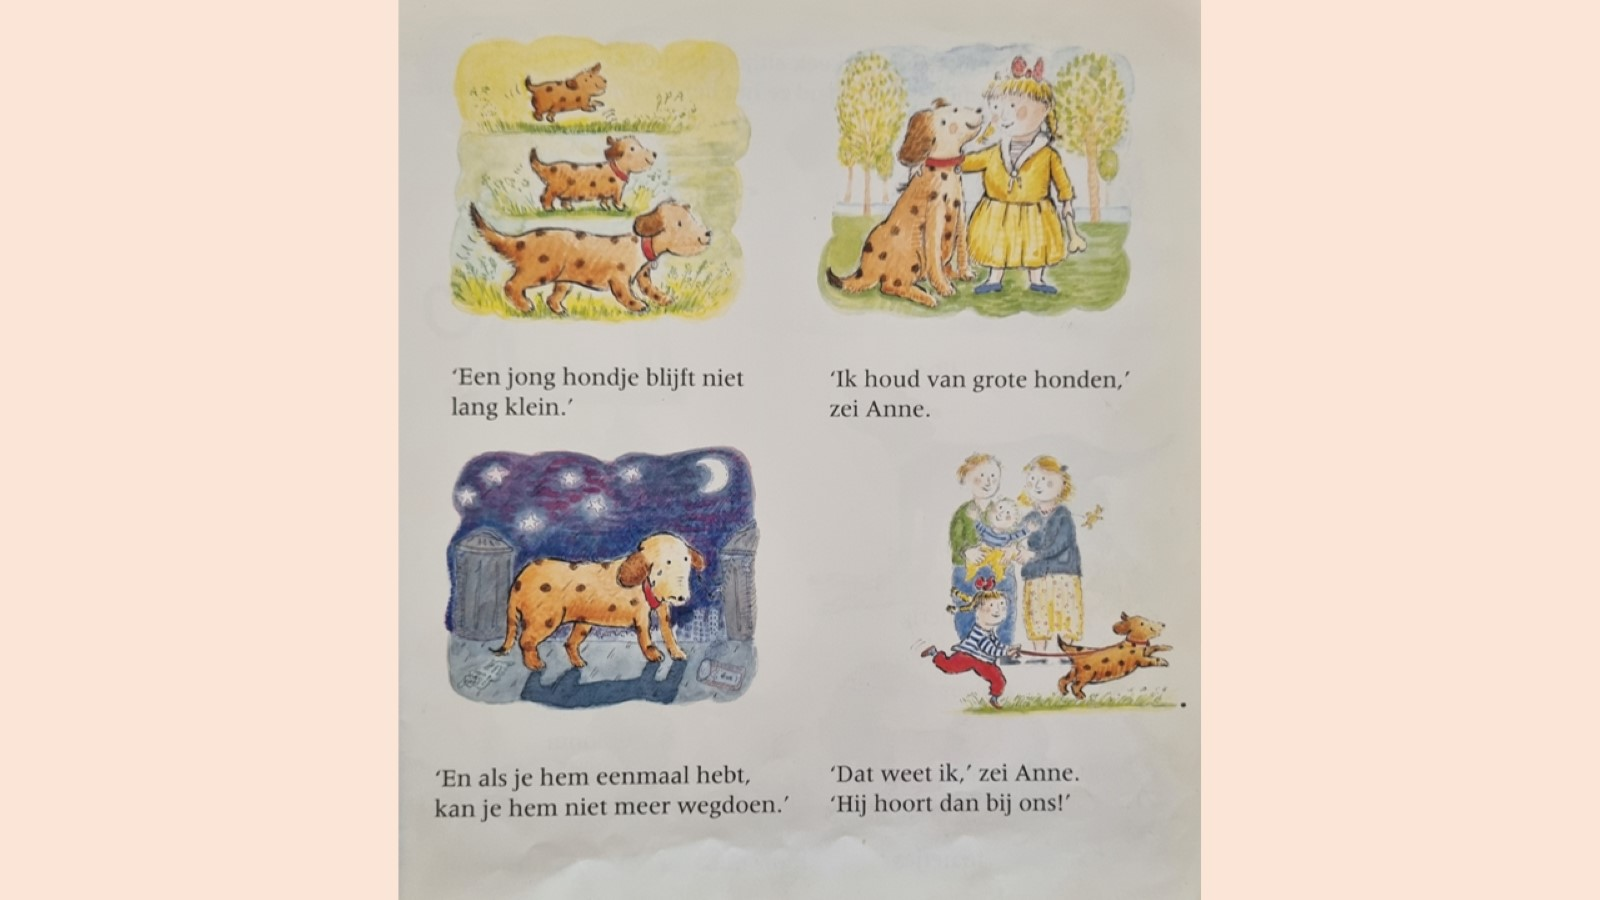 ‘Een jong hondje blijft niet
lang klein.’
‘Ik houd van grote honden,’
zei Anne.
‘En als je hem eenmaal hebt,
kan je hem niet meer wegdoen.’
‘Dat weet ik,’ zei Anne.
‘Hij hoort dan bij ons!’